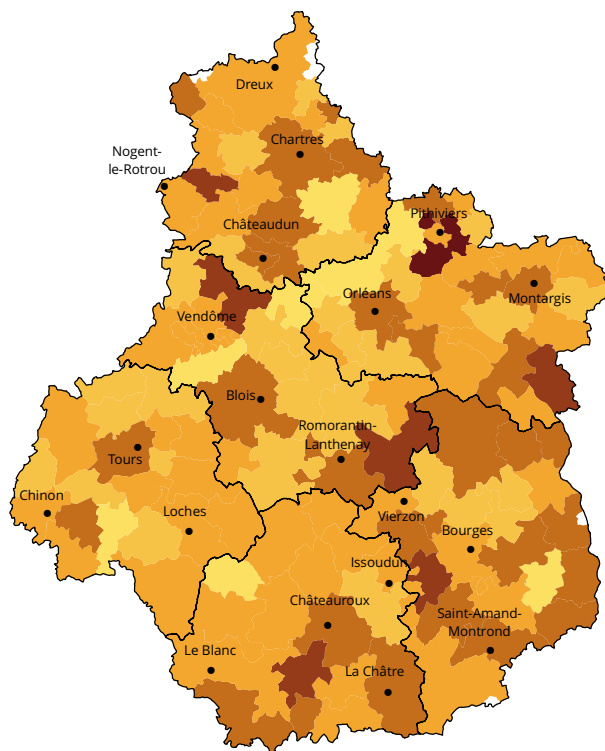 Dreux
Chartres
Nogent-
le-Rotrou
Pithiviers
Châteaudun
Orléans
Montargis
Vendôme
Blois
Romorantin-
Lanthenay
Tours
Chinon
Loches
Vierzon
Bourges
Issoudun
Châteauroux
Saint-Amand-
Montrond
Le Blanc
La Châtre